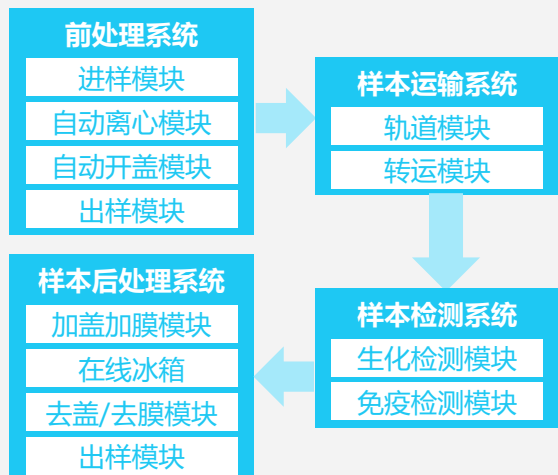 前处理系统
进样模块
自动离心模块
自动开盖模块
出样模块
样本运输系统
轨道模块
转运模块
样本检测系统
生化检测模块
免疫检测模块
样本后处理系统
加盖加膜模块
在线冰箱
去盖/去膜模块
出样模块